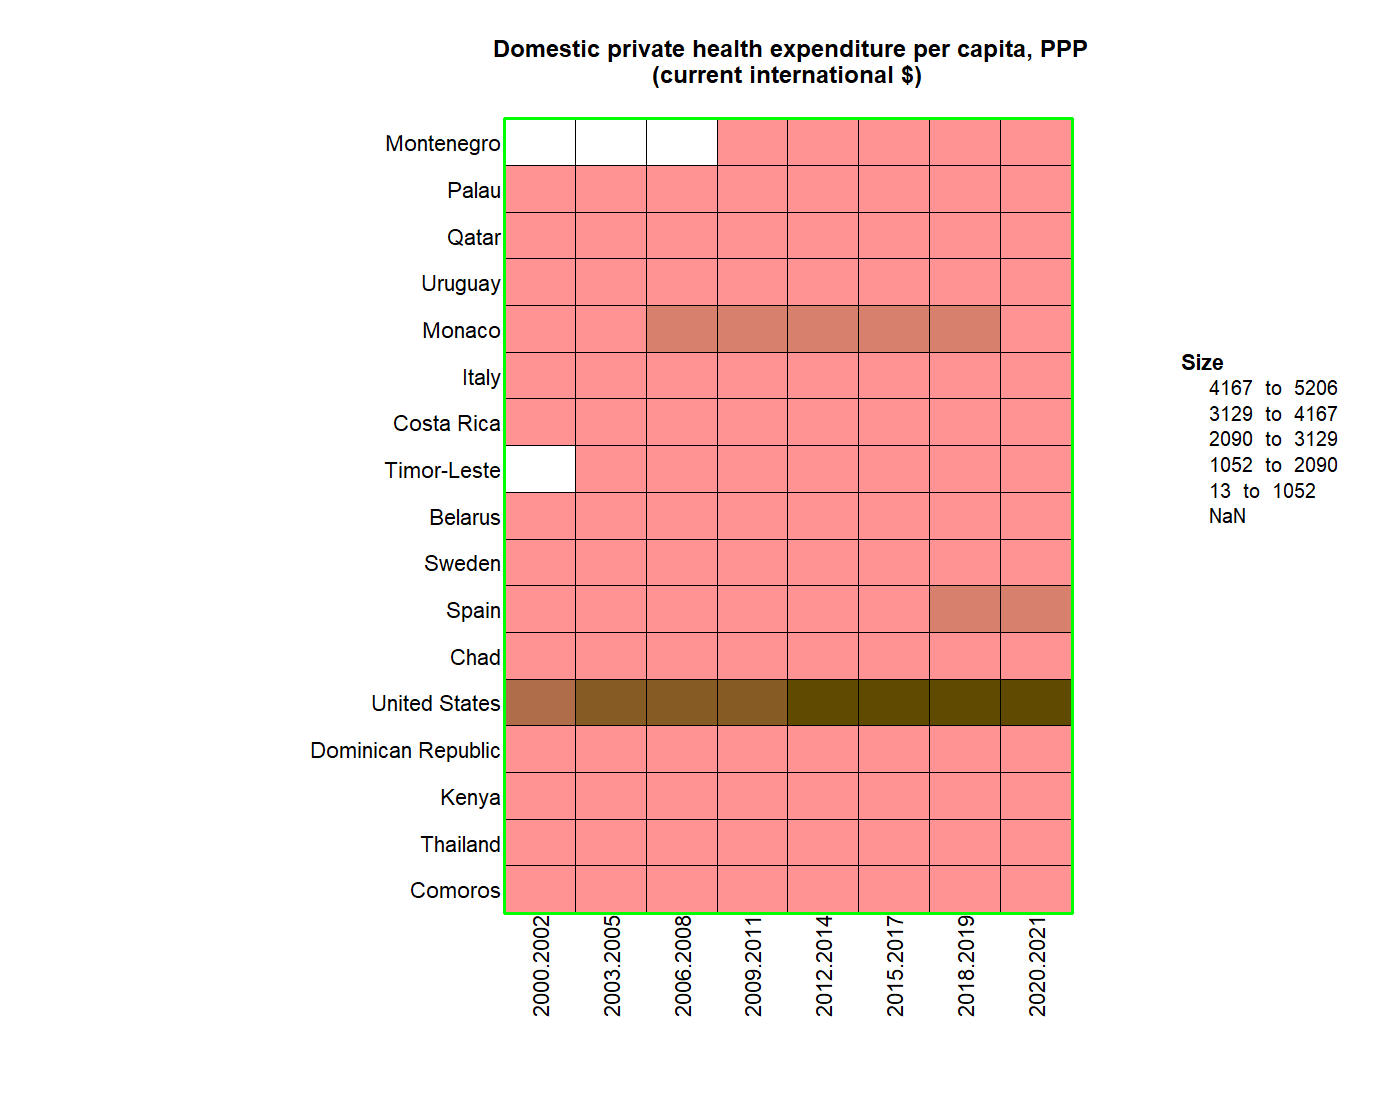 Domestic private health expenditure per capita, PPP
(current international $)
Montenegro
Palau
Qatar
Uruguay
Monaco
Italy
Costa Rica
Timor-Leste
Belarus
Sweden
Spain
Chad
United States
Dominican Republic
Kenya
Thailand
Comoros
2000.2002
2003.2005
2006.2008
2009.2011
2012.2014
2015.2017
2018.2019
2020.2021
Size
4167 to 5206
3129 to 4167
2090 to 3129
1052 to 2090
13 to 1052
NaN